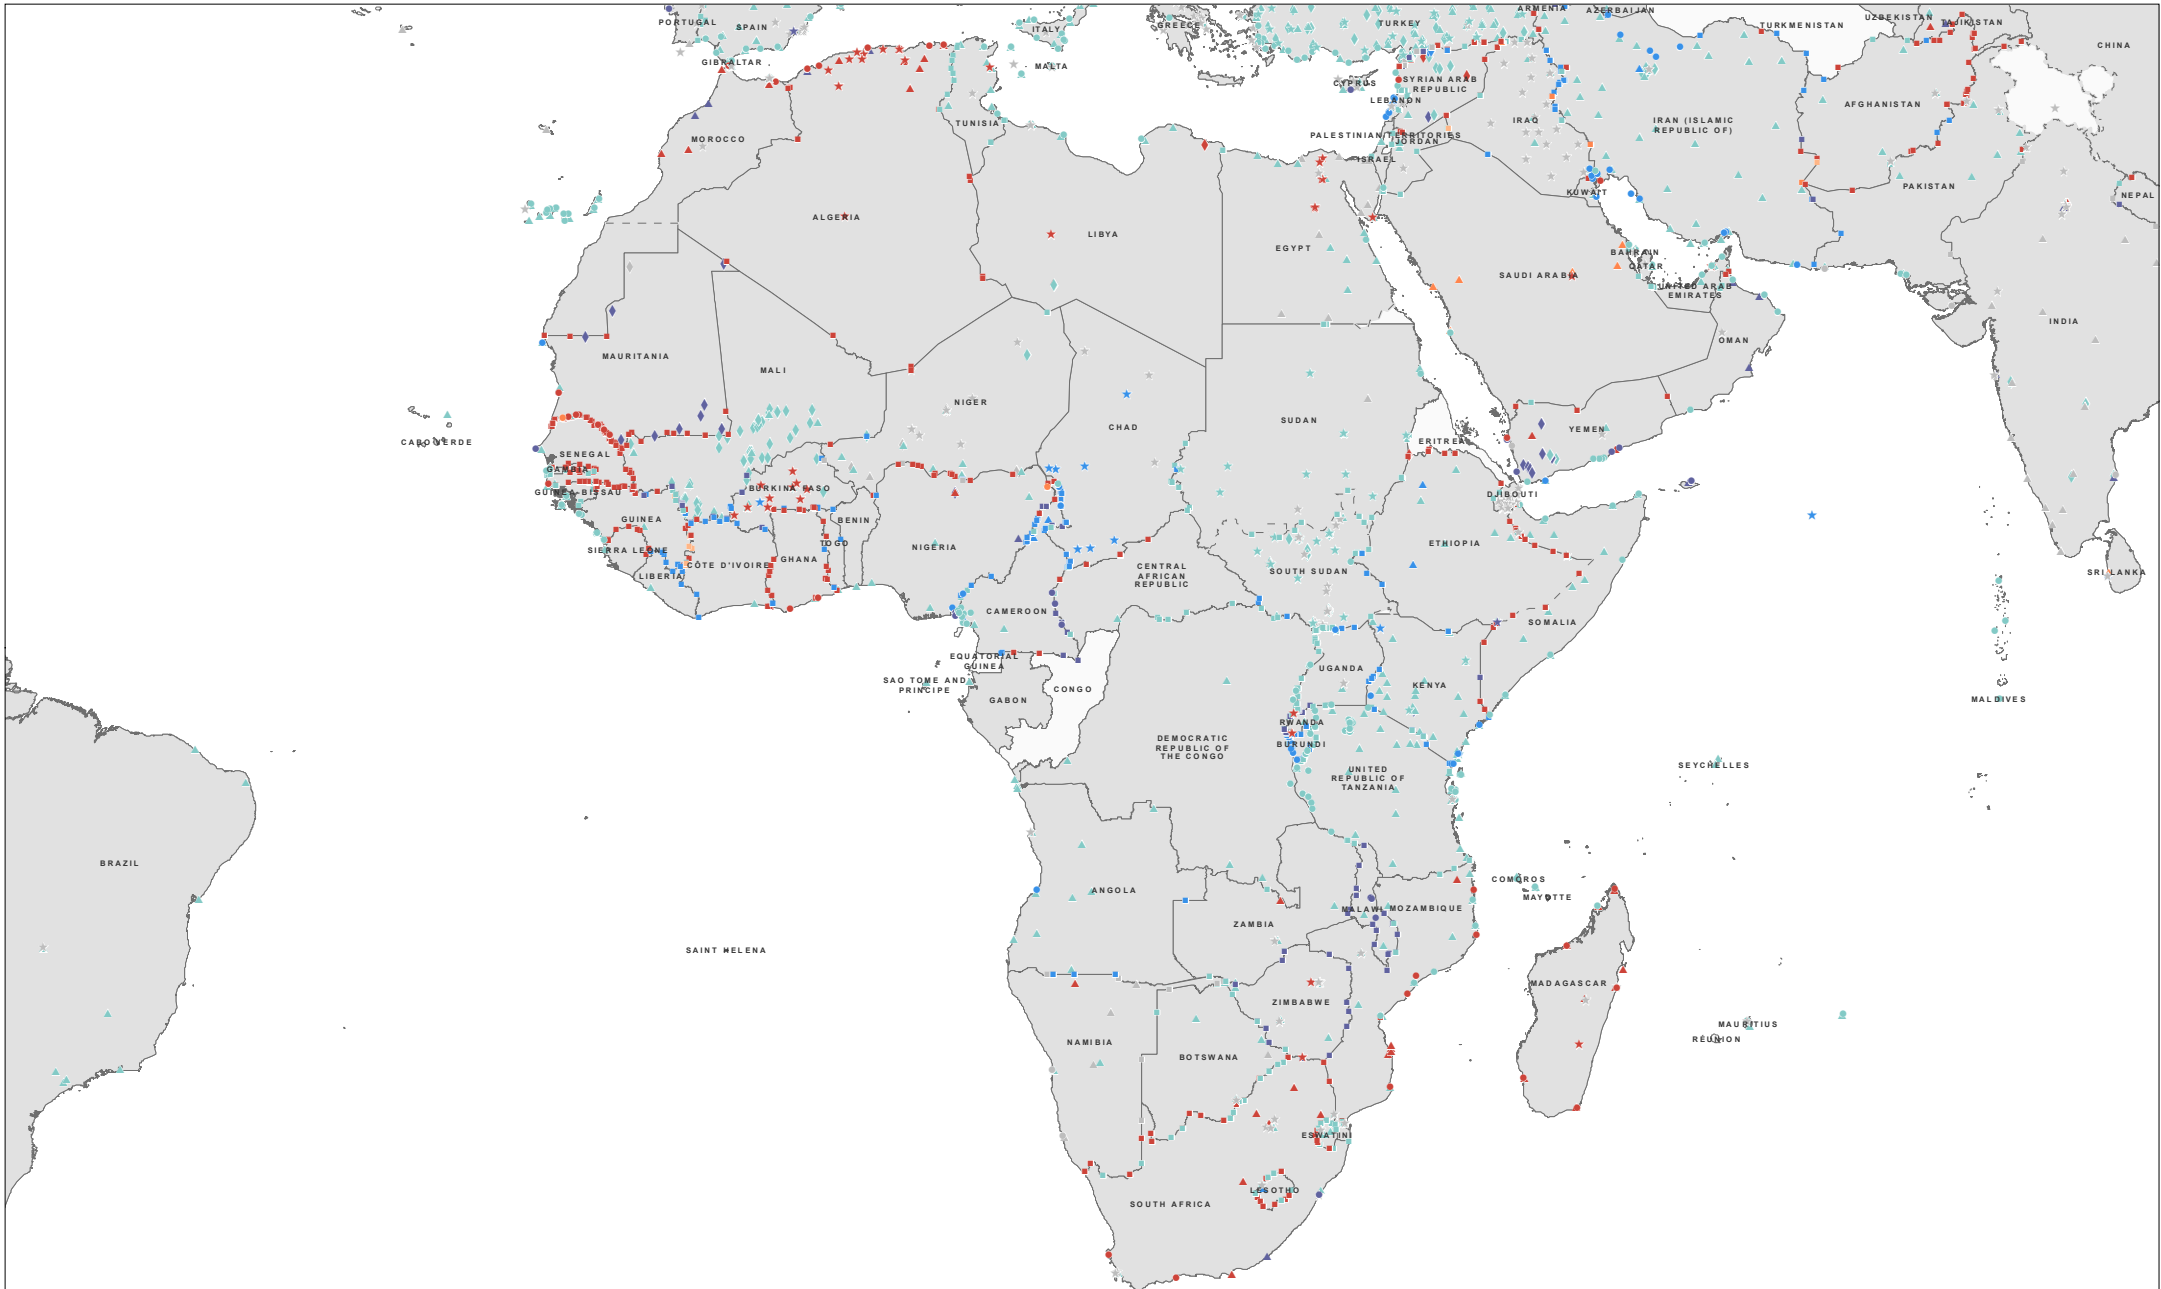 ARMENIA
AZERBAIJAN
UZBEKISTAN
TAJIKISTAN
PORTUGAL
SPAIN
ITALY
GREECE
TURKEY
TURKMENISTAN
CHINA
GIBRALTAR
MALTA
CYPRUS
SYRIAN ARAB
REPUBLIC
LEBANON
AFGHANISTAN
MOROCCO
TUNISIA
PALESTINIAN TERRITORIES
JORDAN
ISRAEL
IRAQ
IRAN (ISLAMIC
REPUBLIC OF)
KUWAIT
PAKISTAN
NEPAL
ALGERIA
LIBYA
EGYPT
SAUDI ARABIA
BAHRAIN
QATAR
UNITED ARAB
EMIRATES
OMAN
INDIA
MAURITANIA
MALI
NIGER
CHAD
SUDAN
ERITREA
YEMEN
CABO VERDE
SENEGAL
GAMBIA
GUINEA-BISSAU
GUINEA
BURKINA FASO
BENIN
DJIBOUTI
SIERRA LEONE
LIBERIA
CÔTE D'IVOIRE
GHANA
TOGO
NIGERIA
CENTRAL
AFRICAN
REPUBLIC
SOUTH SUDAN
ETHIOPIA
SRI LANKA
CAMEROON
SOMALIA
EQUATORIAL
GUINEA
SAO TOME AND
PRINCIPE
GABON
CONGO
UGANDA
KENYA
MALDIVES
RWANDA
BURUNDI
DEMOCRATIC
REPUBLIC OF
THE CONGO
UNITED
REPUBLIC OF
TANZANIA
SEYCHELLES
BRAZIL
ANGOLA
COMOROS
MAYOTTE
ZAMBIA
MALAWI
MOZAMBIQUE
SAINT HELENA
MADAGASCAR
ZIMBABWE
MAURITIUS
RÉUNION
NAMIBIA
BOTSWANA
ESWATINI
LESOTHO
SOUTH AFRICA